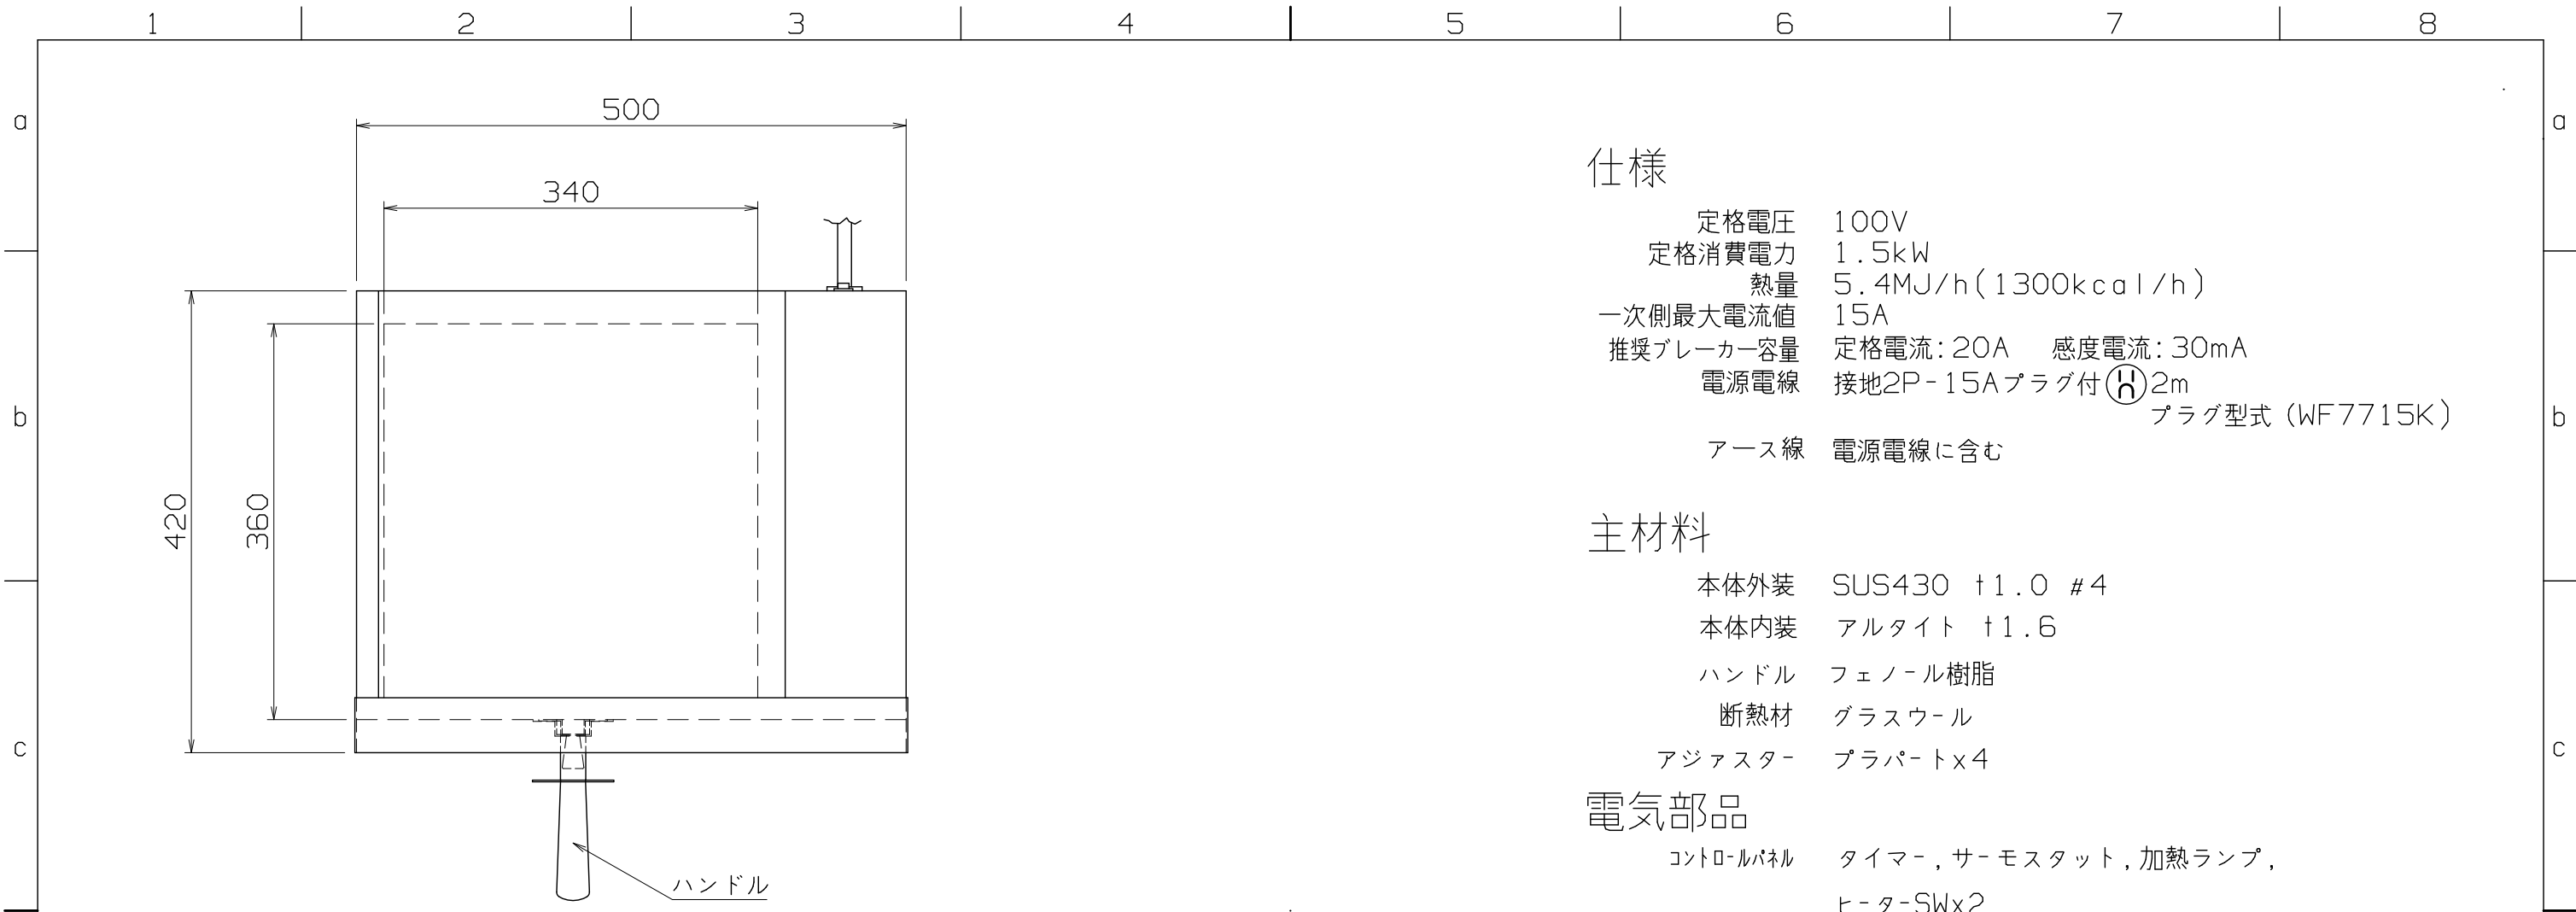 1 2 3 4 5 6 7 8
a
a
500
340
420
360
b
b
c
c
ハンドル
仕様
定格電圧 100V
定格消費電力 1.5kW
熱量 5.4MJ/h(1300kcal/h)
一次側最大電流値 15A
推奨ブレーカー容量 定格電流:20A 感度電流:30mA
電源電線 接地2P-15Aプラグ付 2m
プラグ型式 (WF7715K)
アース線 電源電線に含む
主材料
本体外装 SUS430 t1.0 #4
本体内装 アルタイト t1.6
ハンドル フェノール樹脂
断熱材 グラスウール
アジャスター プラパートx4
電気部品
コントロールパネル タイマー,サーモスタット,加熱ランプ,
ヒーターSWx2